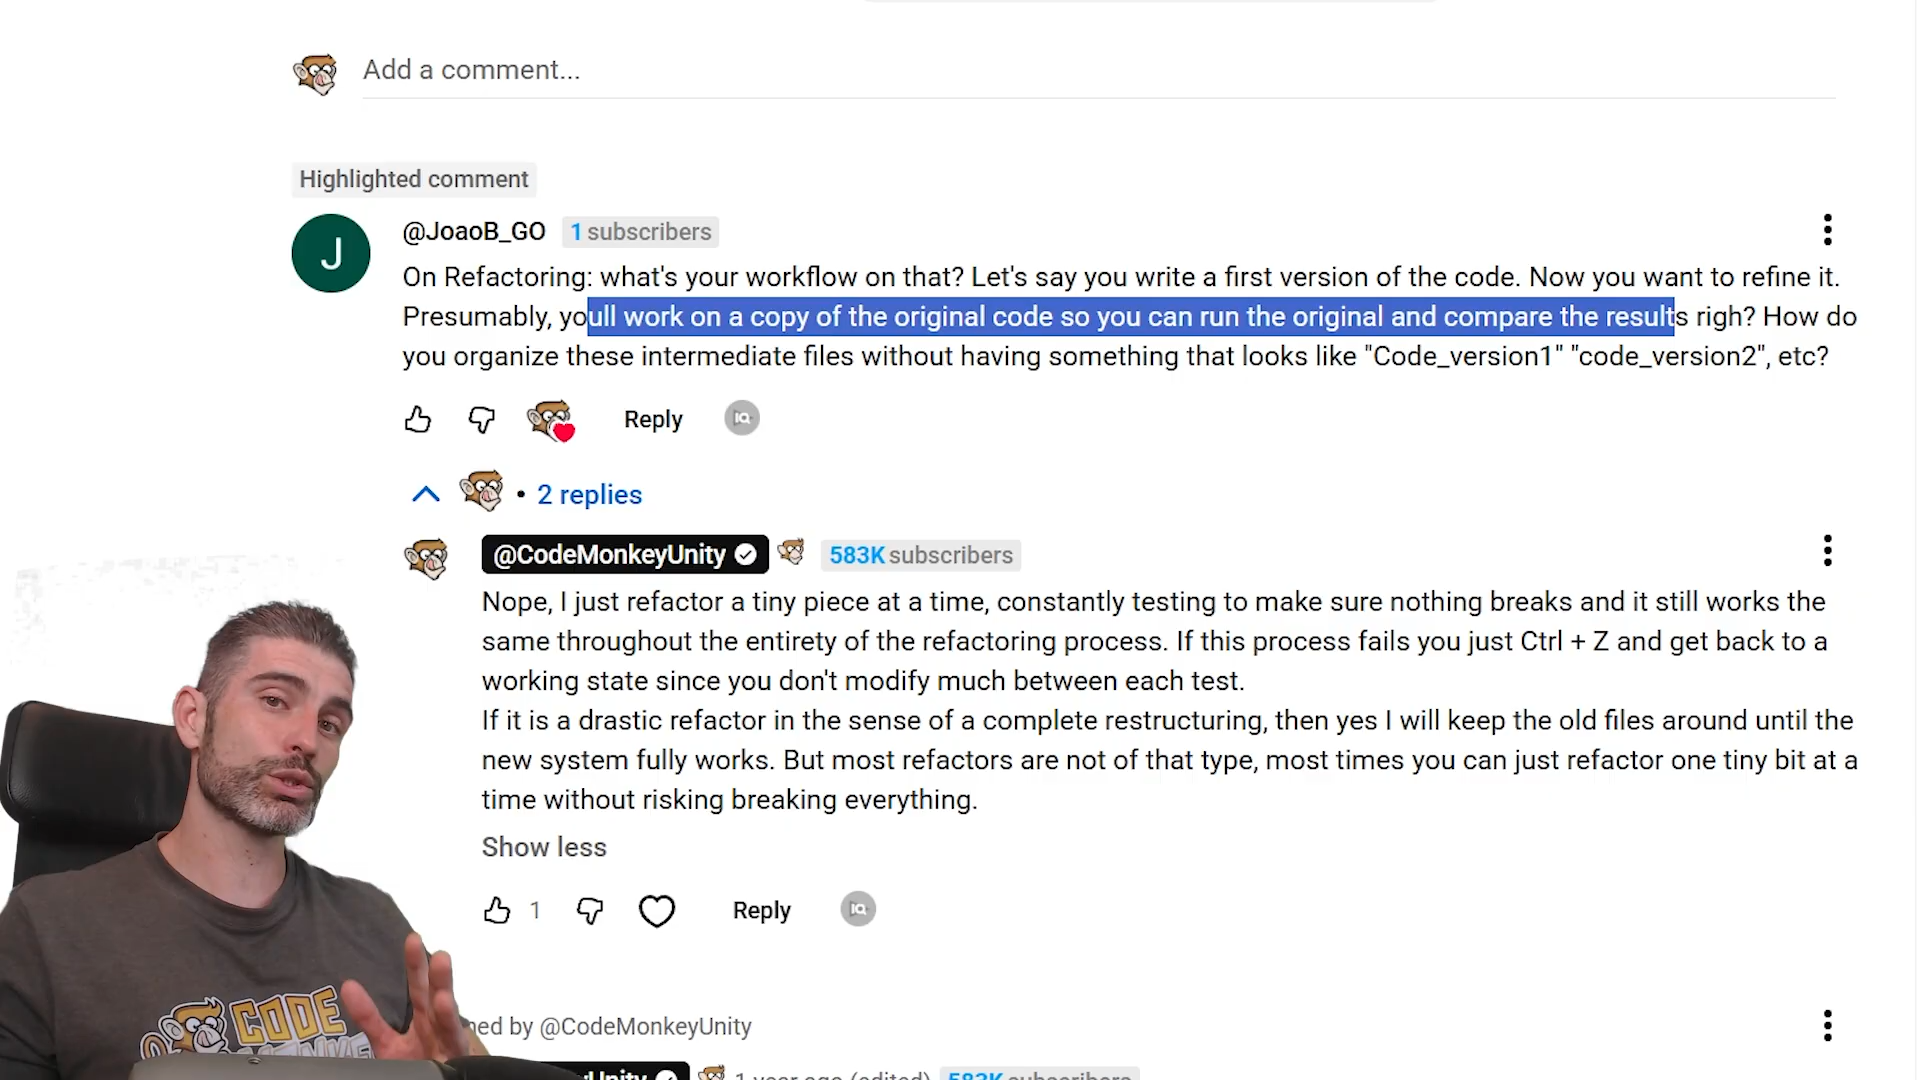 Add a comment...
Highlighted comment
@JoaoB_GO 1 subscribers
J
On Refactoring: what's your workflow on that? Let's say you write a first version of the code. Now you want to refine it.
Presumably, youll work on a copy of the original code so you can run the original and compare the results righ? How do
you organize these intermediate files without having something that looks like "Code_version1" "code_version2", etc?
Reply
• 2 replies
@CodeMonkeyUnity 583K subscribers
Nope, I just refactor a tiny piece at a time, constantly testing to make sure nothing breaks and it still works the
same throughout the entirety of the refactoring process. If this process fails you just Ctrl + Z and get back to a
working state since you don't modify much between each test.
If it is a drastic refactor in the sense of a complete restructuring, then yes I will keep the old files around until the
new system fully works. But most refactors are not of that type, most times you can just refactor one tiny bit at a
time without risking breaking everything.
Show less
1 Reply
CODE
MONKE
ned by @CodeMonkeyUnity
Unity 1 year ago (edited) 583K subscribers